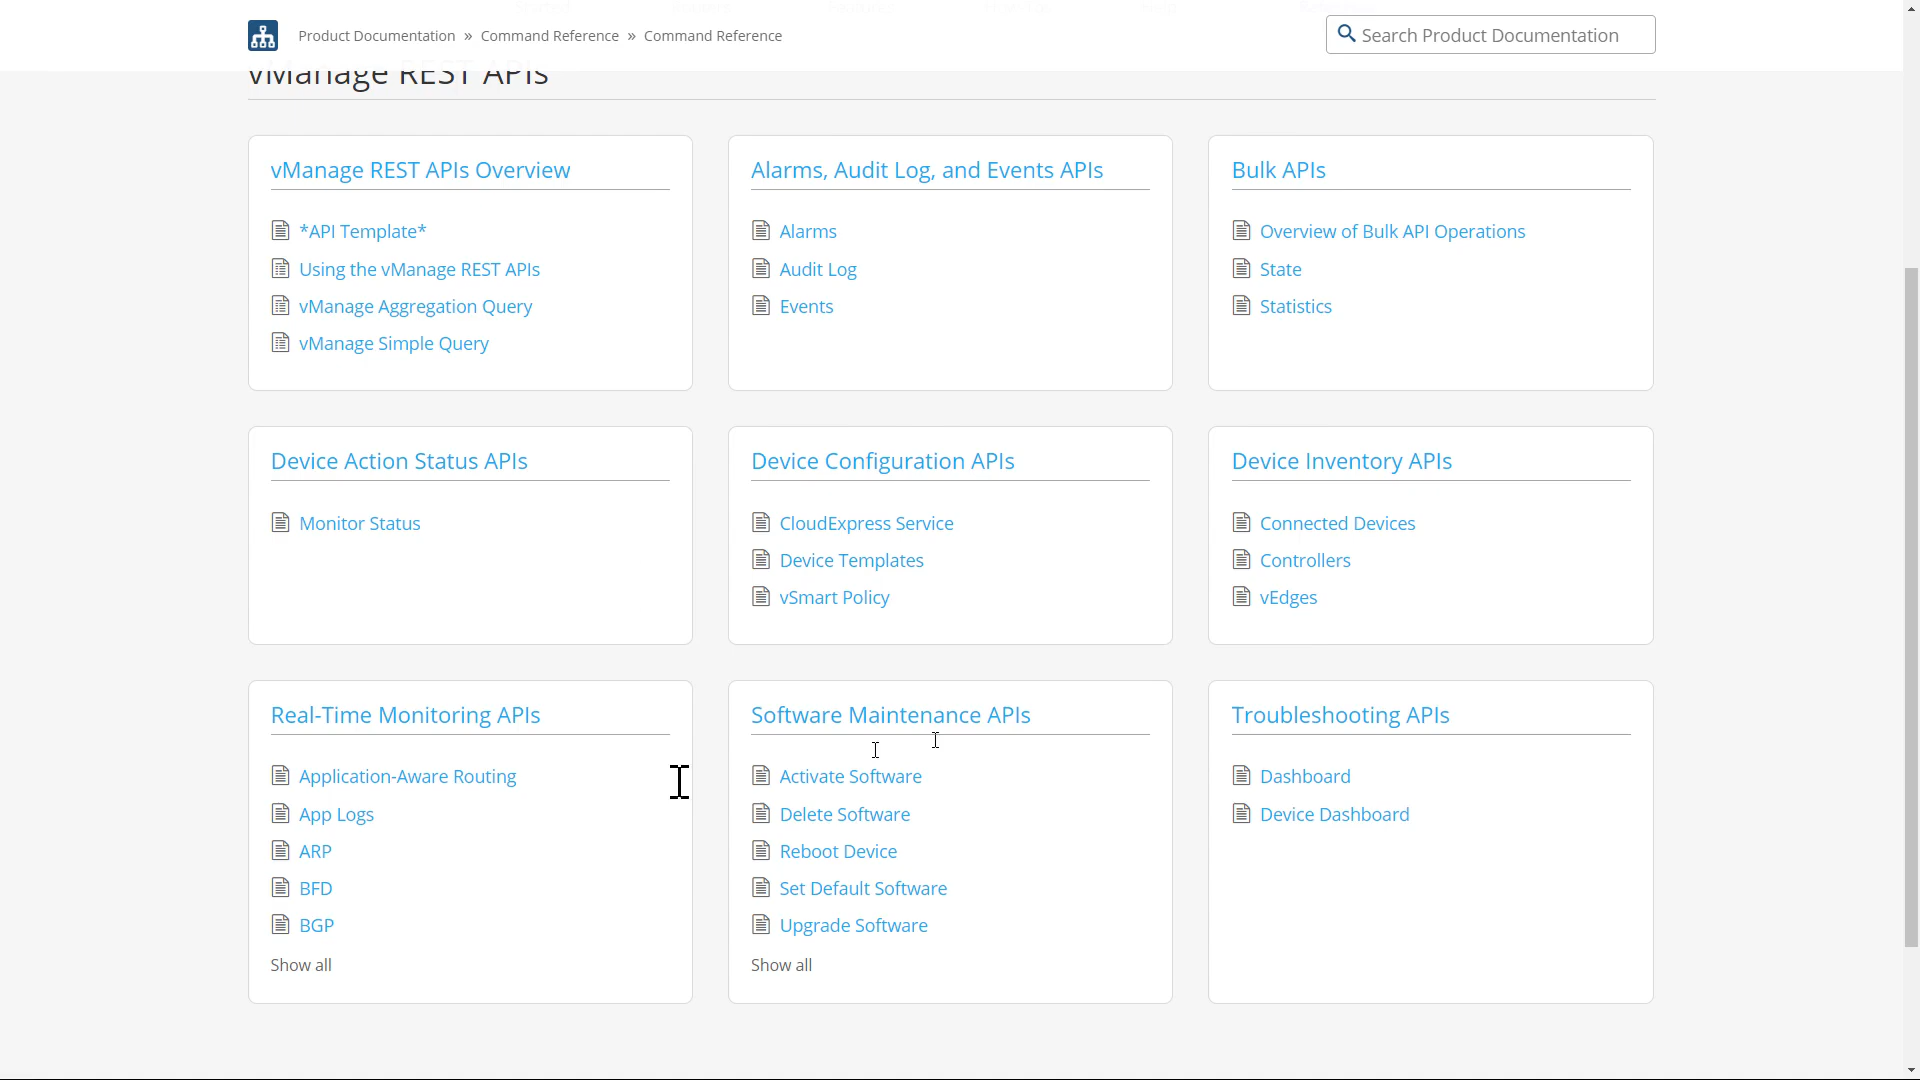 Product Documentation » Command Reference » Command Reference
Search Product Documentation
vManage REST APIs
vManage REST APIs Overview
*API Template*
Using the vManage REST APIs
vManage Aggregation Query
vManage Simple Query
Alarms, Audit Log, and Events APIs
Alarms
Audit Log
Events
Bulk APIs
Overview of Bulk API Operations
State
Statistics
Device Action Status APIs
Monitor Status
Device Configuration APIs
CloudExpress Service
Device Templates
vSmart Policy
Device Inventory APIs
Connected Devices
Controllers
vEdges
Real-Time Monitoring APIs
Application-Aware Routing
App Logs
ARP
BFD
BGP
Show all
Software Maintenance APIs
Activate Software
Delete Software
Reboot Device
Set Default Software
Upgrade Software
Show all
Troubleshooting APIs
Dashboard
Device Dashboard